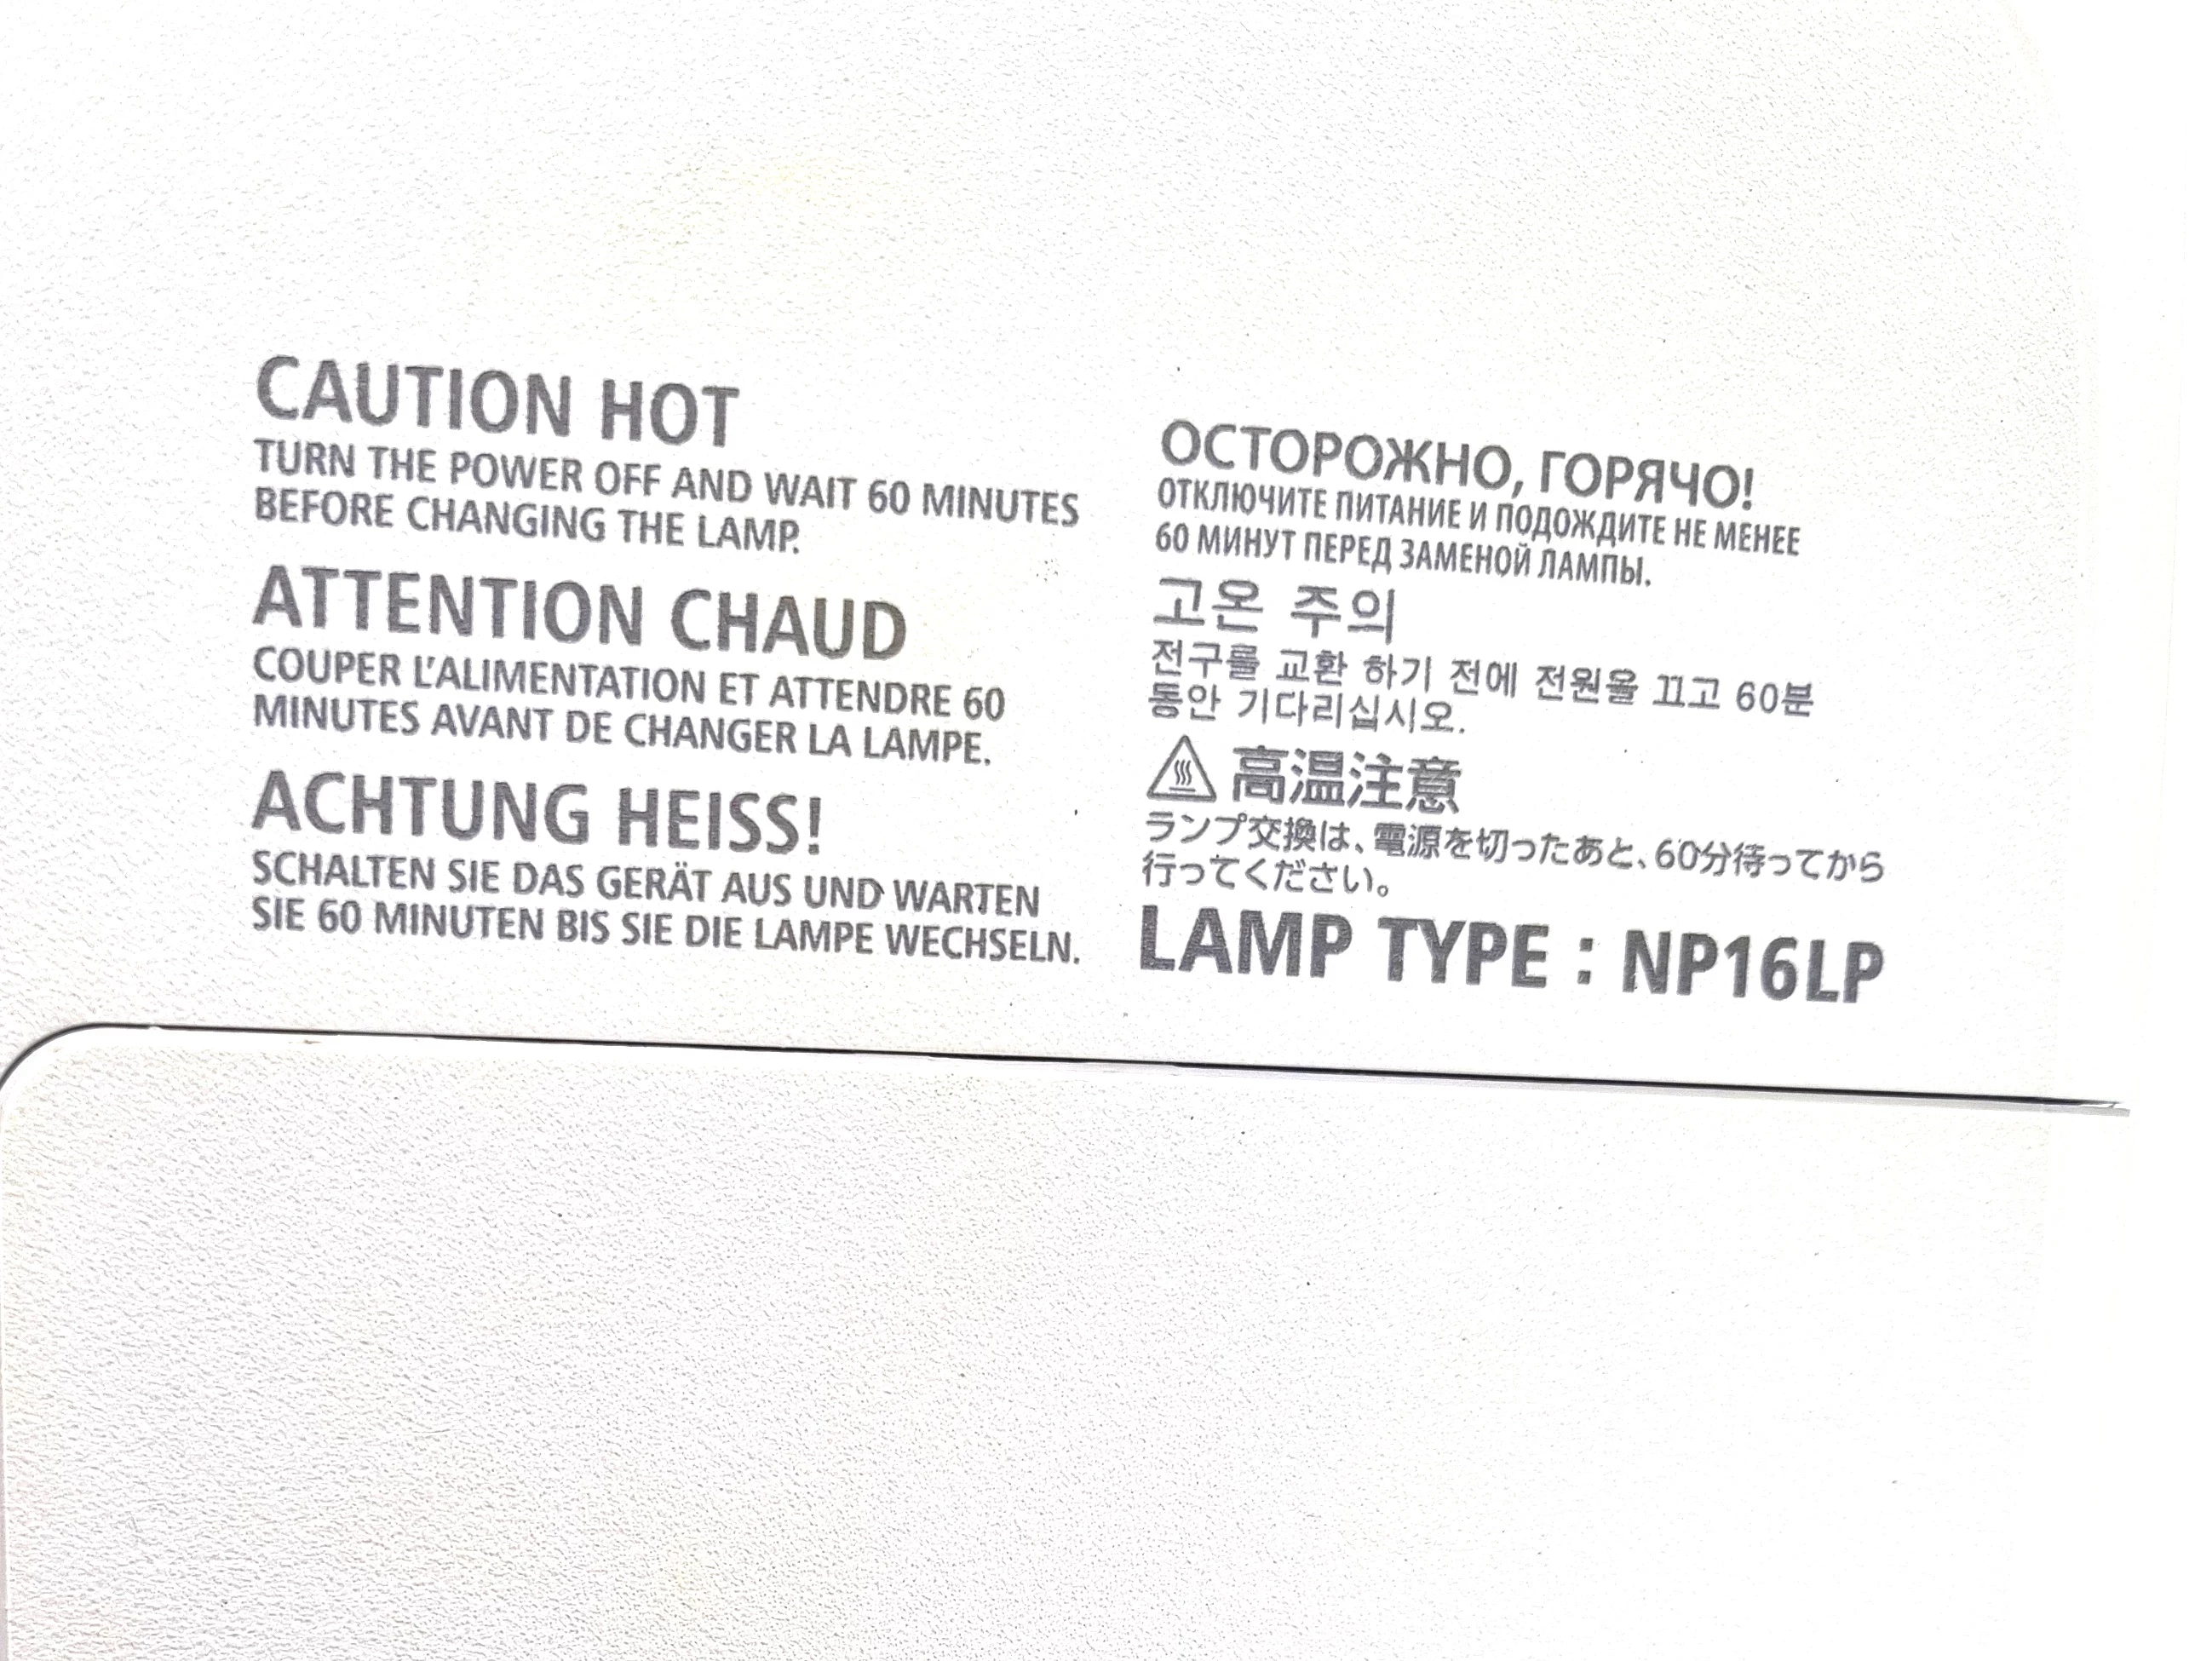 CAUTION HOT
TURN THE POWER OFF AND WAIT 60 MINUTES
BEFORE CHANGING THE LAMP.
ATTENTION CHAUD
COUPER L'ALIMENTATION ET ATTENDRE 60
MINUTES AVANT DE CHANGER LA LAMPE.
ACHTUNG HEISS!
SCHALTEN SIE DAS GERÄT AUS UND WARTEN
SIE 60 MINUTEN BIS SIE DIE LAMPE WECHSELN.
ОСТОРОЖНО, ГОРЯЧО!
ОТКЛЮЧИТЕ ПИТАНИЕ И ПОДОЖДИТЕ НЕ МЕНЕЕ
60 МИНУТ ПЕРЕД ЗАМЕНОЙ ЛАМПЫ.
고온 주의
전구를 교환 하기 전에 전원을 끄고 60분
동안 기다리십시오.
高温注意
ランプ交換は、電源を切ったあと、60分待ってから
行ってください。
LAMP TYPE : NP16LP